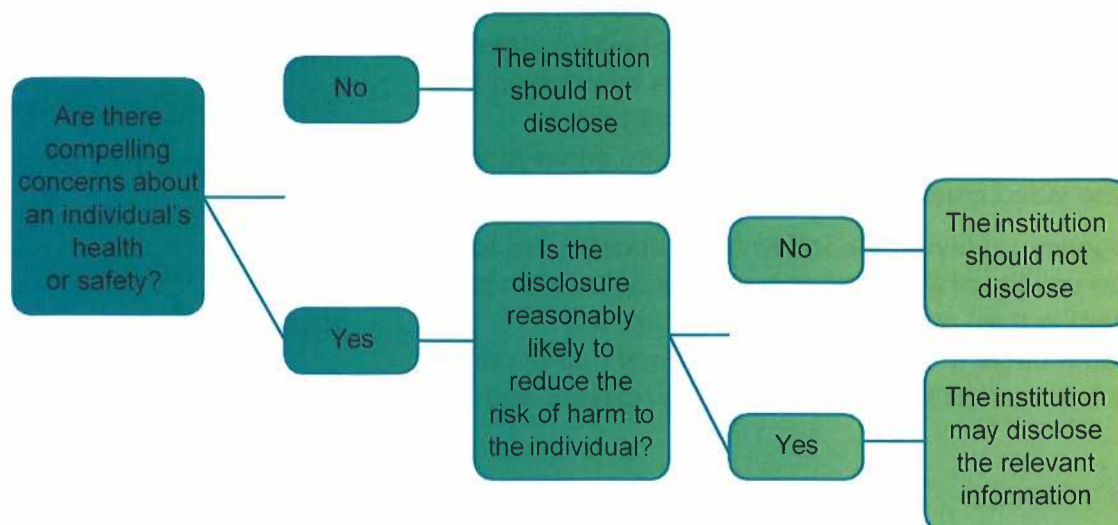 Are there
compelling
concerns about
an individual's
health
or safety?
No
The institution
should not
disclose
Yes
Is the
disclosure
reasonably
likely to
reduce the
risk of harm to
the individual?
No
The institution
should not
disclose
Yes
The institution
may disclose
the relevant
information